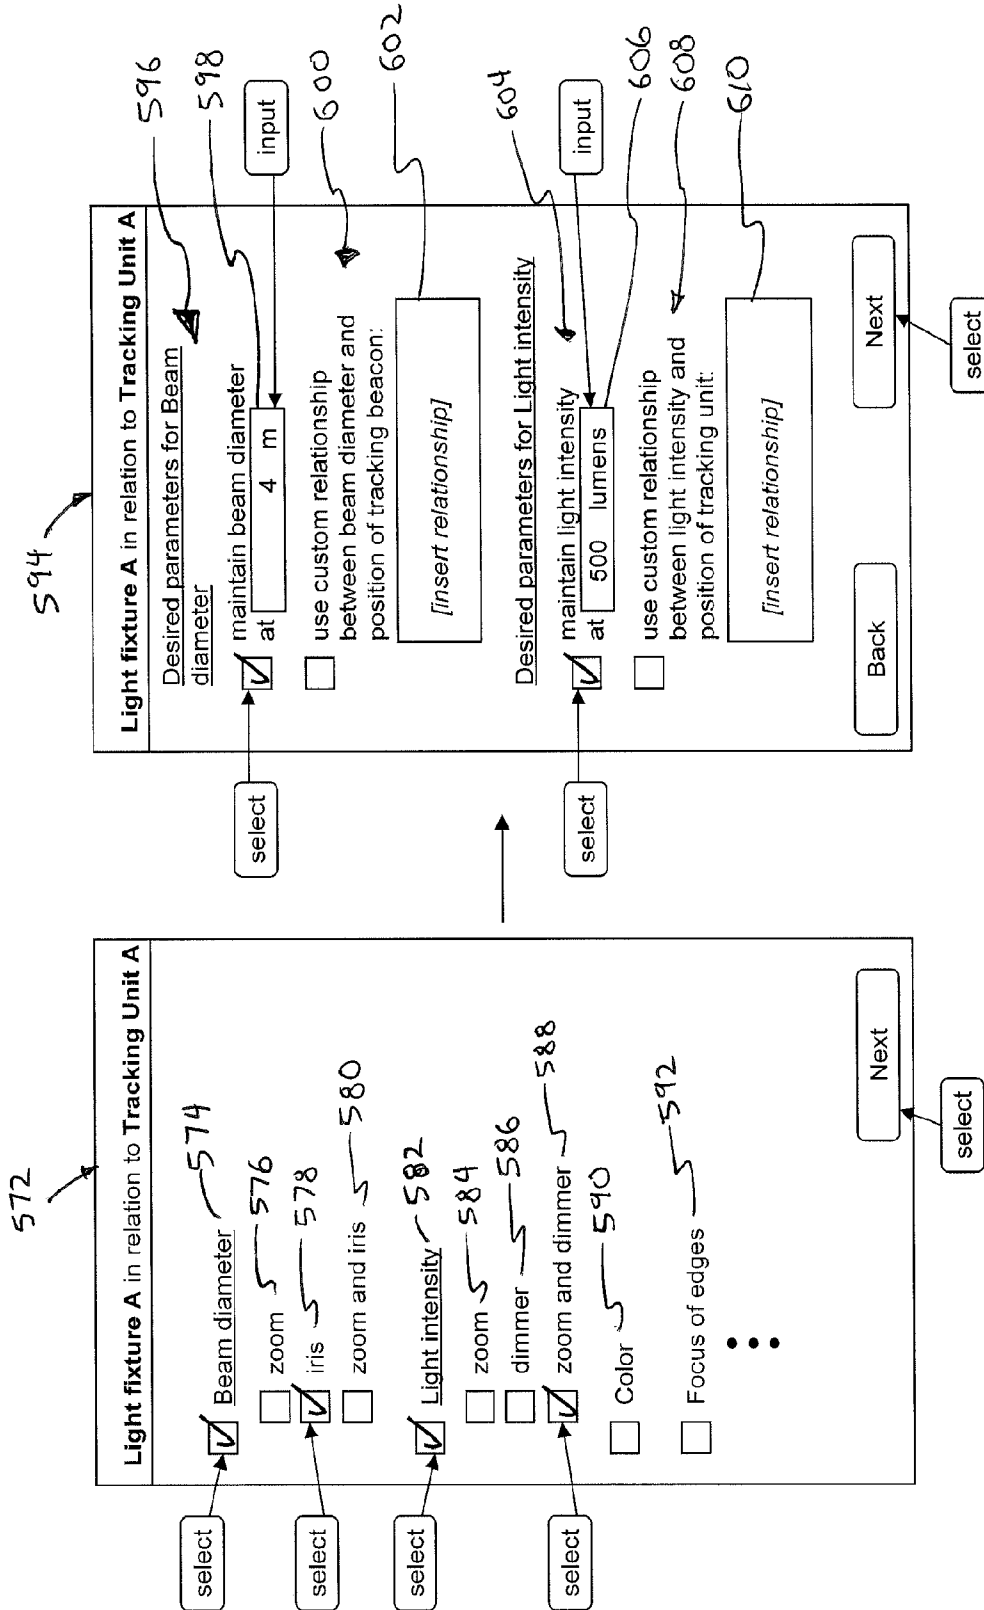 572
Light fixture A in relation to Tracking Unit A
select
Beam diameter 574
zoom 576
select
iris 578
zoom and iris 580
select
Light intensity 582
zoom 584
dimmer 586
select
zoom and dimmer 588
Color 590
Focus of edges 592
Next
select
594
Light fixture A in relation to Tracking Unit A
Desired parameters for Beam
diameter
596
select
maintain beam diameter
at 4 m
598
input
use custom relationship
between beam diameter and
position of tracking beacon:
600
[insert relationship]
602
Desired parameters for Light intensity
select
maintain light intensity
at 500 lumens
604
input
606
use custom relationship
between light intensity and
position of tracking unit:
608
[insert relationship]
610
Back
Next
select